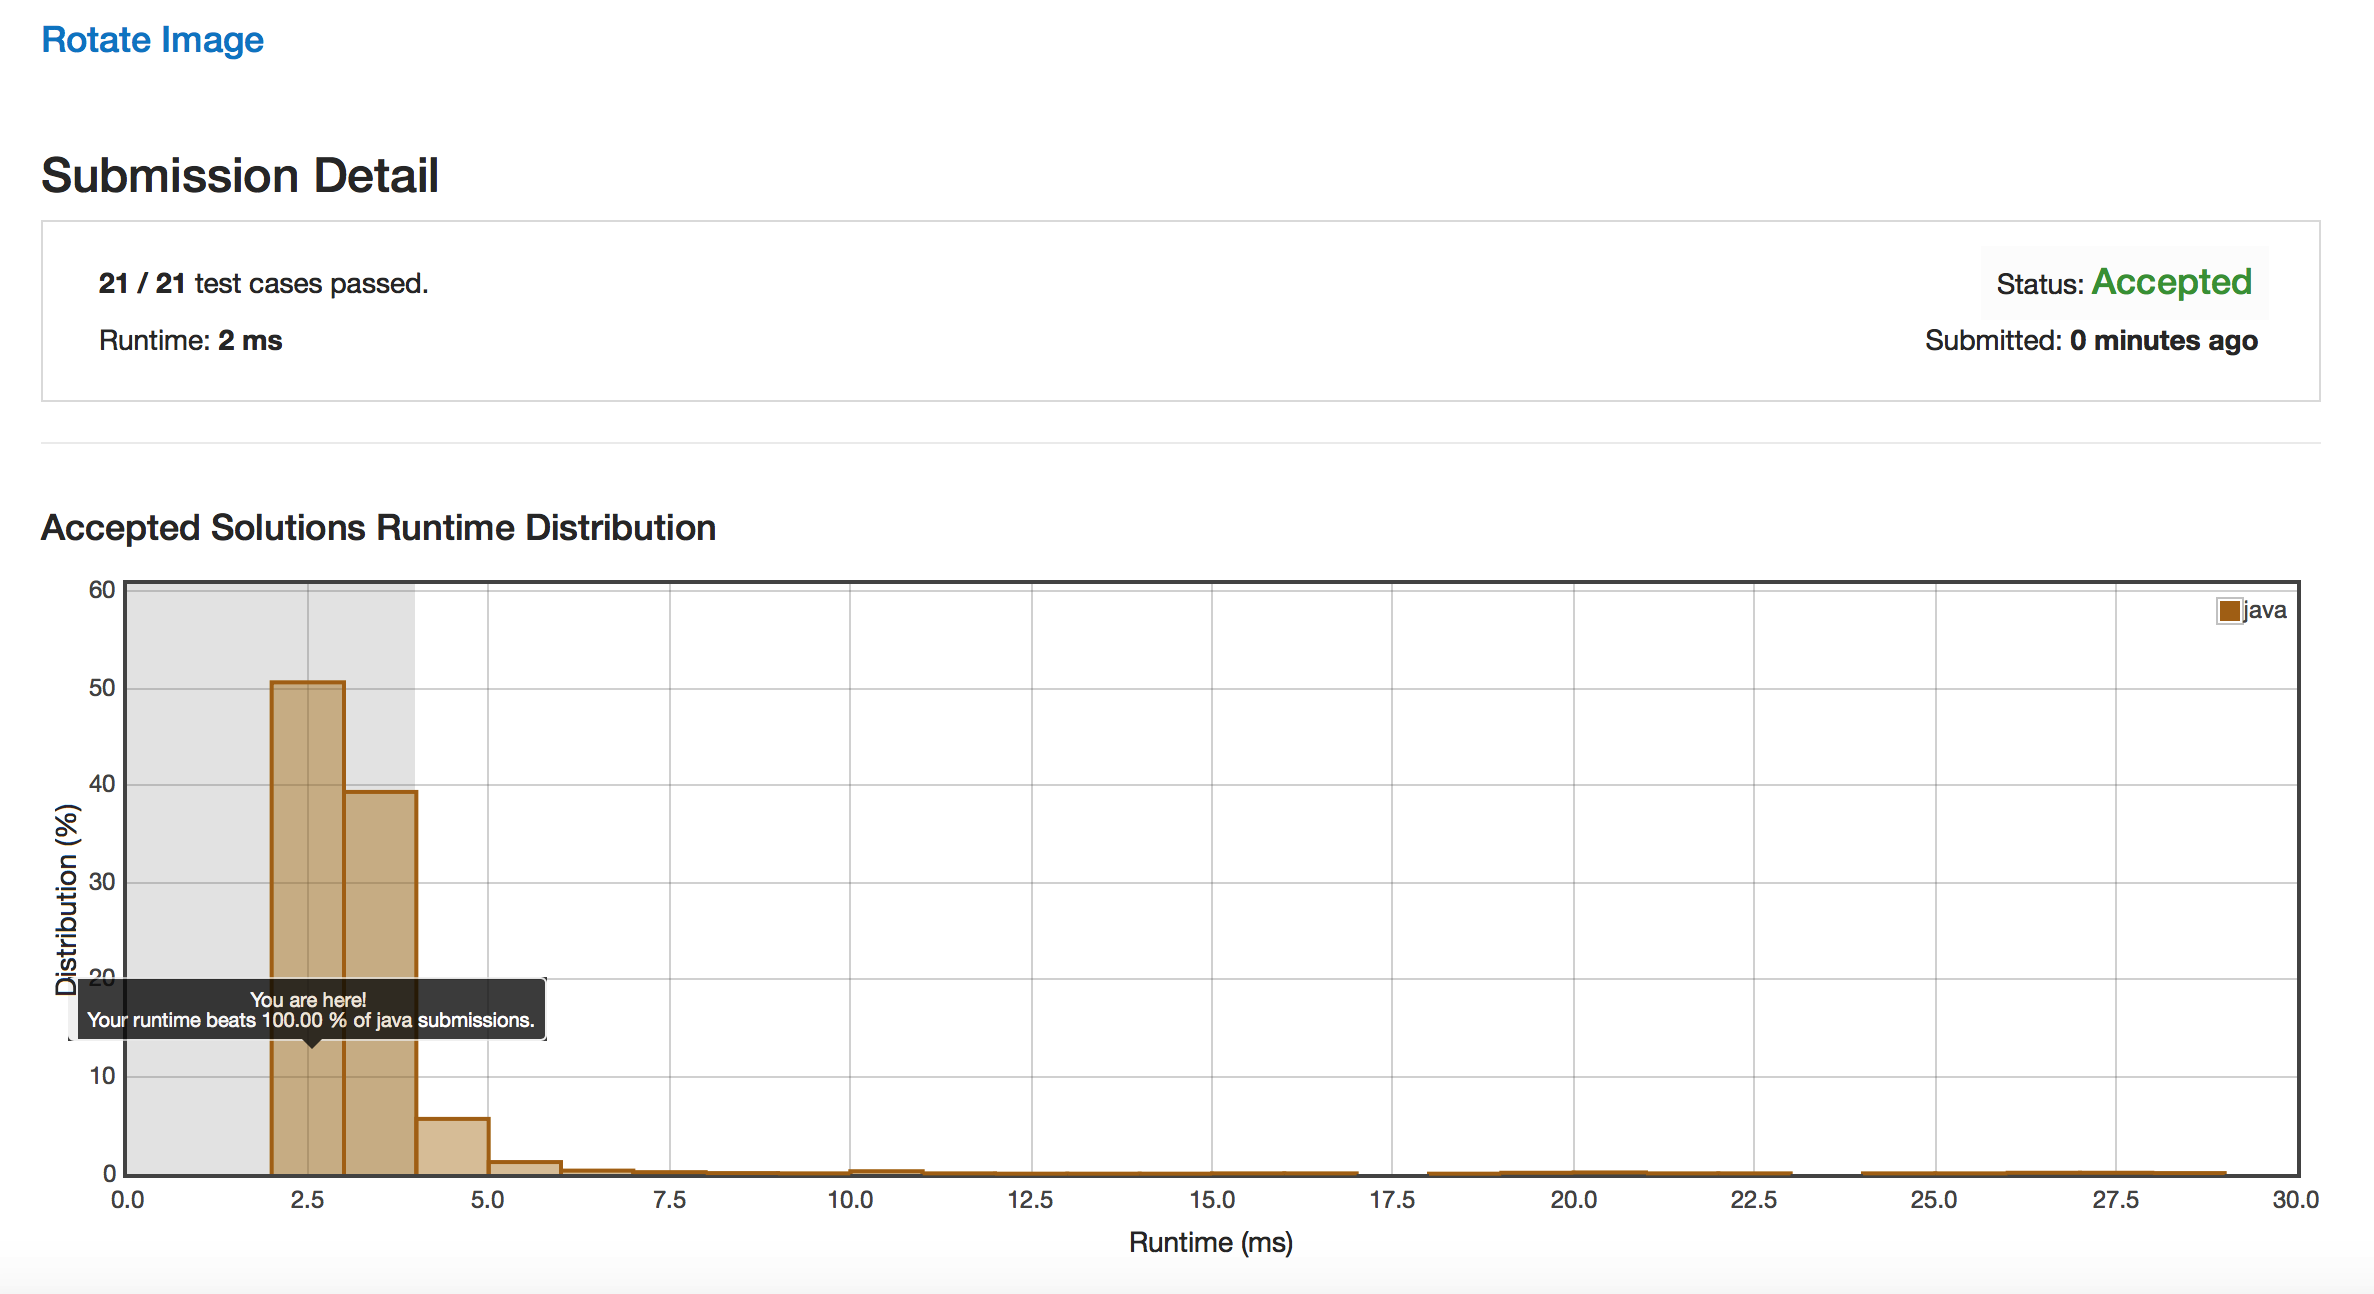 Rotate Image
Submission Detail
21 / 21 test cases passed.
Status: Accepted
Runtime: 2 ms
Submitted: 0 minutes ago
Accepted Solutions Runtime Distribution
60
java
50
40
30
20
10
0
Distribution (%)
You are here!
Your runtime beats 100.00 % of java submissions.
0.0 2.5 5.0 7.5 10.0 12.5 15.0 17.5 20.0 22.5 25.0 27.5 30.0
Runtime (ms)